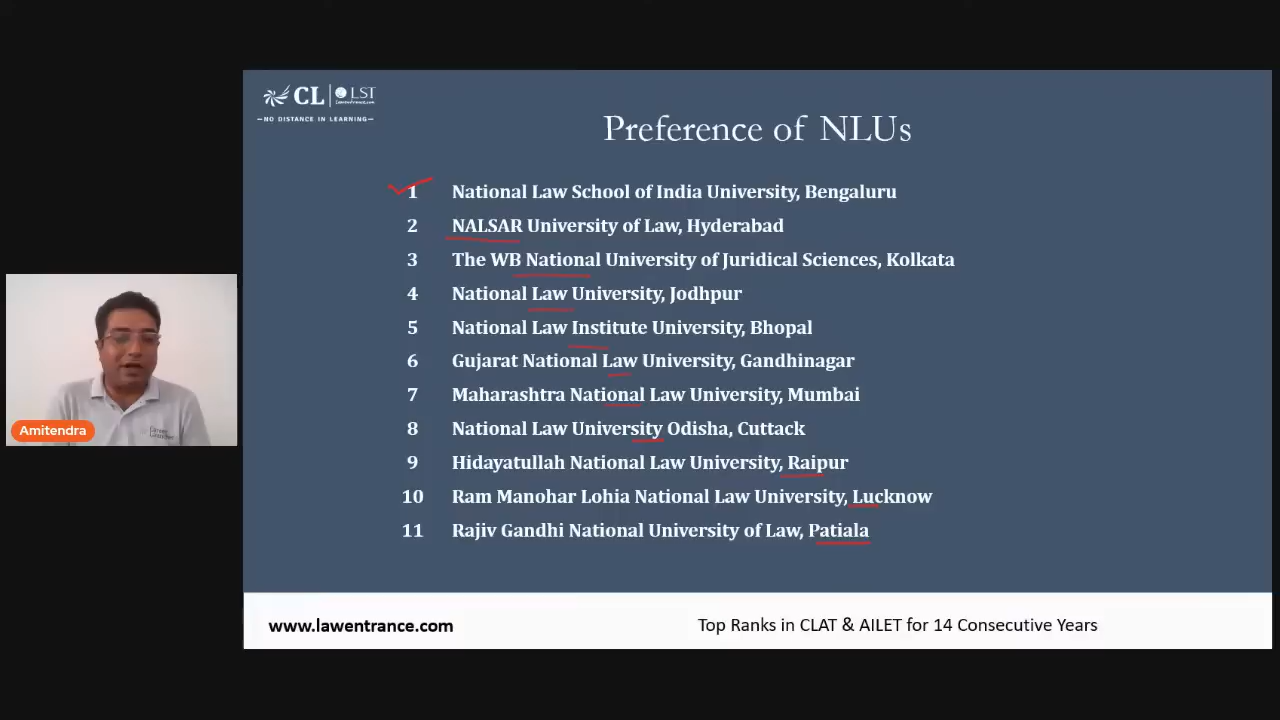 CL LST
Lawentrance.com
—NO DISTANCE IN LEARNING—
Preference of NLUs
1 National Law School of India University, Bengaluru
2 NALSAR University of Law, Hyderabad
3 The WB National University of Juridical Sciences, Kolkata
4 National Law University, Jodhpur
5 National Law Institute University, Bhopal
6 Gujarat National Law University, Gandhinagar
7 Maharashtra National Law University, Mumbai
8 National Law University Odisha, Cuttack
9 Hidayatullah National Law University, Raipur
10 Ram Manohar Lohia National Law University, Lucknow
11 Rajiv Gandhi National University of Law, Patiala
Amitendra
www.lawentrance.com
Top Ranks in CLAT & AILET for 14 Consecutive Years